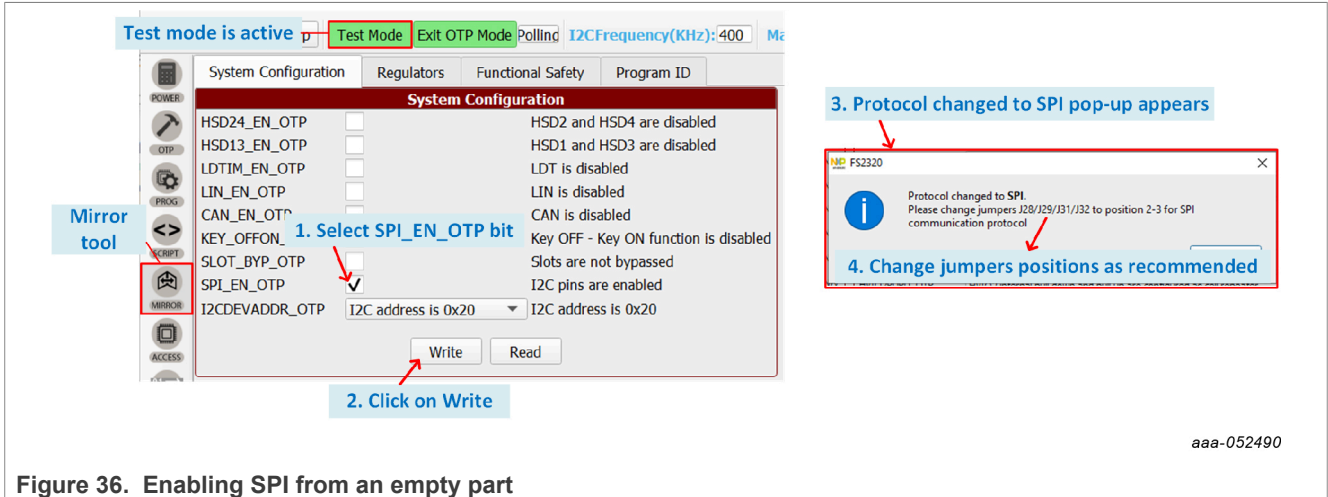 Test mode is active
p
Test Mode
Exit OTP Mode
Polling
I2CFrequency(KHz): 400
Ma
System Configuration
Regulators
Functional Safety
Program ID
System Configuration
POWER
OTP
PROG
SCRIPT
MIRROR
ACCESS
Mirror
tool
HSD24_EN_OTP HSD2 and HSD4 are disabled
HSD13_EN_OTP HSD1 and HSD3 are disabled
LDTIM_EN_OTP LDT is disabled
LIN_EN_OTP LIN is disabled
CAN_EN_OTP CAN is disabled
1. Select SPI_EN_OTP bit
KEY_OFFON_ Key OFF - Key ON function is disabled
SLOT_BYP_OTP Slots are not bypassed
SPI_EN_OTP I2C pins are enabled
I2CDEVADDR_OTP I2C address is 0x20 I2C address is 0x20
Write Read
2. Click on Write
3. Protocol changed to SPI pop-up appears
NXP FS2320
Protocol changed to SPI.
Please change jumpers J28/J29/J31/J32 to position 2-3 for SPI
communication protocol
4. Change jumpers positions as recommended
aaa-052490
Figure 36. Enabling SPI from an empty part